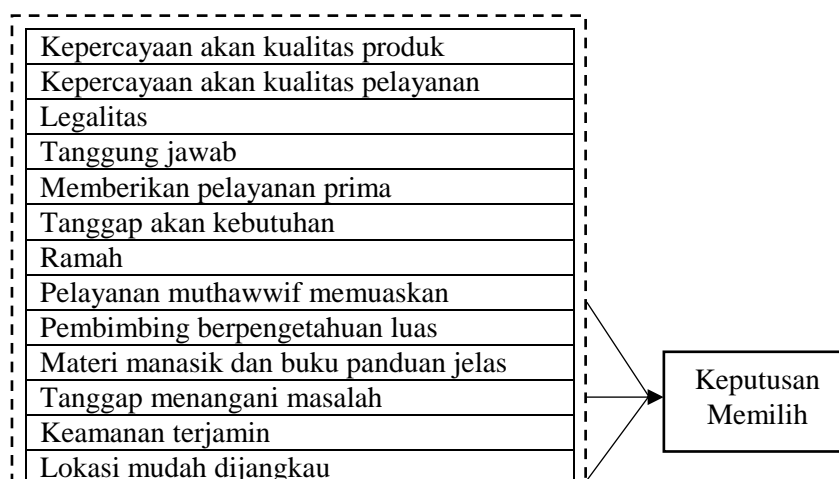 Kepercayaan akan kualitas produk
Kepercayaan akan kualitas pelayanan
Legalitas
Tanggung jawab
Memberikan pelayanan prima
Tanggap akan kebutuhan
Ramah
Pelayanan muthawwif memuaskan
Pembimbing berpengetahuan luas
Materi manasik dan buku panduan jelas
Tanggap menangani masalah
Keamanan terjamin
Lokasi mudah dijangkau
Keputusan
Memilih